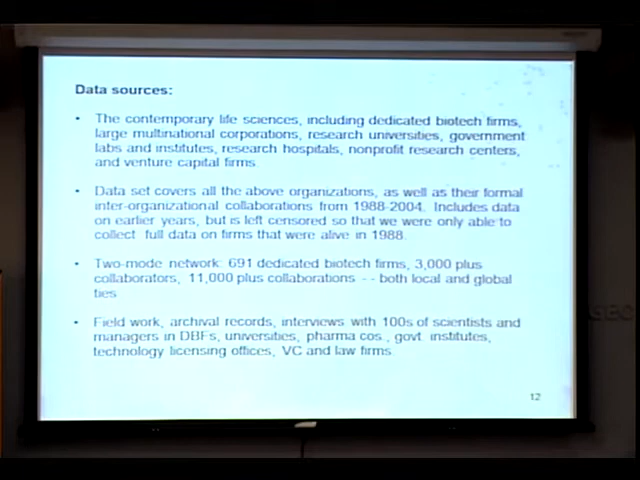 Data sources:
• The contemporary life sciences, including dedicated biotech firms,
large multinational corporations, research universities, government
labs and institutes, research hospitals, nonprofit research centers,
and venture capital firms
• Data set covers all the above organizations, as well as their formal
inter-organizational collaborations from 1988-2004. Includes data
on earlier years, but is left censored so that we were only able to
collect full data on firms that were alive in 1988.
• Two-mode network: 691 dedicated biotech firms, 3,000 plus
collaborators, 11,000 plus collaborations -- both local and global
ties
• Field work, archival records, interviews with 100s of scientists and
managers in DBFs, universities, pharma cos., govt. institutes,
technology licensing offices, VC and law firms.
12